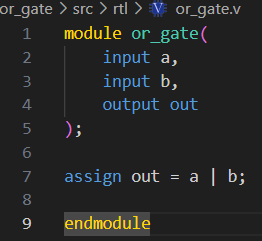 or_gate > src > rtl > V or_gate.v
1 module or_gate(
2     input a,
3     input b,
4     output out
5 );
6
7 assign out = a | b;
8
9 endmodule